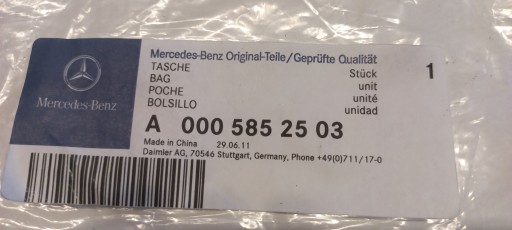 Mercedes-Benz Original-Teile/Geprüfte Qualität
TASCHE Stück 1
BAG unit
POCHE unité
BOLSILLO unidad
Mercedes-Benz
A 000 585 25 03
Made in China 29.06.11
Daimler AG, 70546 Stuttgart, Germany, Phone +49(0)711/17-0